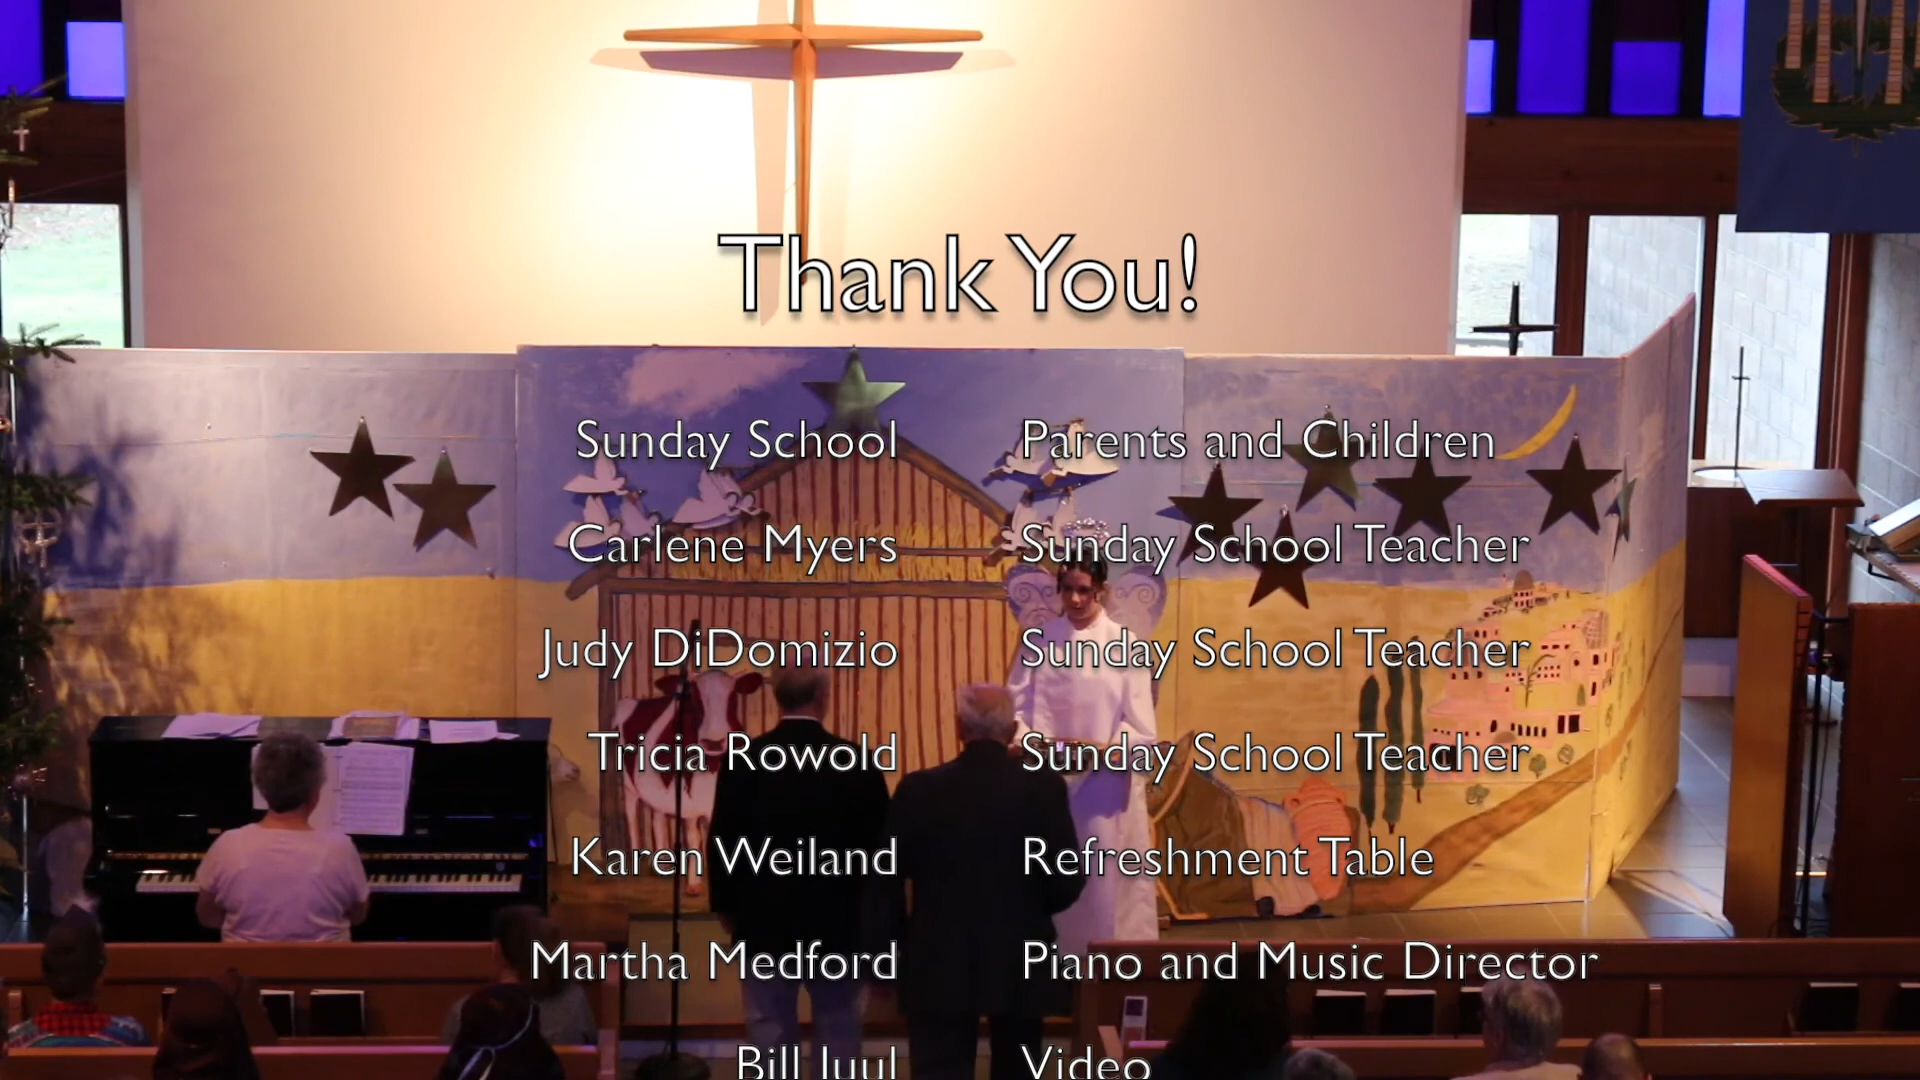 Thank You!
Sunday School Parents and Children
Carlene Myers Sunday School Teacher
Judy DiDomizio Sunday School Teacher
Tricia Rowold Sunday School Teacher
Karen Weiland Refreshment Table
Martha Medford Piano and Music Director
Bill Juul Video